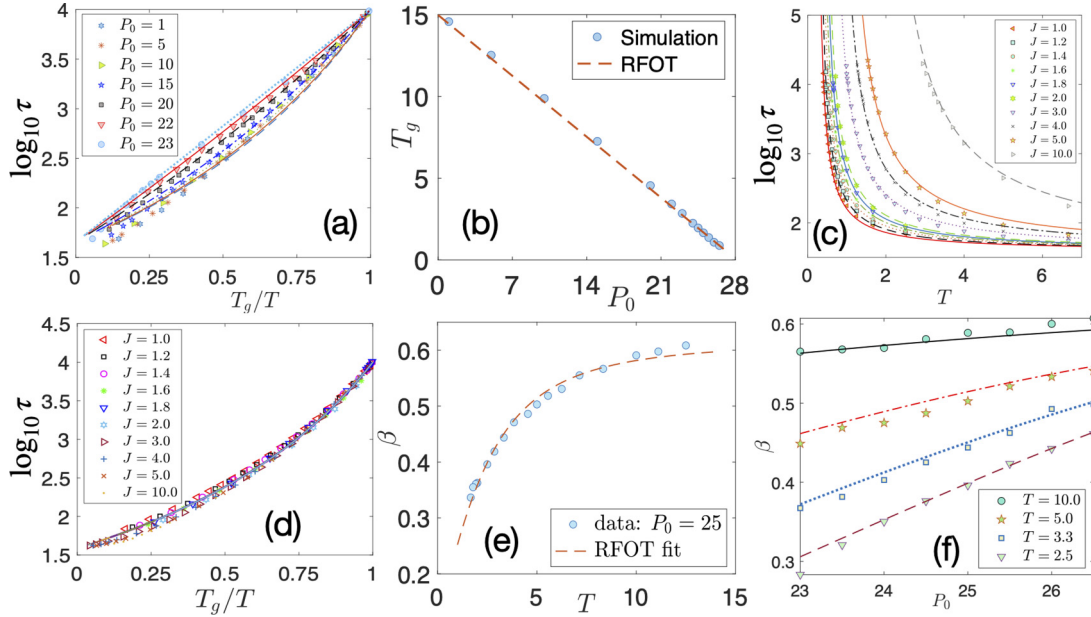 4
3.5
3
2.5
2
1.5
0
0.25
0.5
0.75
1
log₁₀ τ
T_g/T
P₀ = 1
P₀ = 5
P₀ = 10
P₀ = 15
P₀ = 20
P₀ = 22
P₀ = 23
(a)
15
10
5
0
0
7
14
21
28
T_g
P₀
Simulation
RFOT
(b)
5
4
3
2
0
2
4
6
log₁₀ τ
T
J = 1.0
J = 1.2
J = 1.4
J = 1.6
J = 1.8
J = 2.0
J = 3.0
J = 4.0
J = 5.0
J = 10.0
(c)
4.5
4
3.5
3
2.5
2
1.5
0
0.25
0.5
0.75
1
log₁₀ τ
T_g/T
J = 1.0
J = 1.2
J = 1.4
J = 1.6
J = 1.8
J = 2.0
J = 3.0
J = 4.0
J = 5.0
J = 10.0
(d)
0.6
0.5
0.4
0.3
0.2
0
5
10
15
β
T
data: P₀ = 25
RFOT fit
(e)
0.6
0.5
0.4
0.3
23
24
25
26
β
P₀
T = 10.0
T = 5.0
T = 3.3
T = 2.5
(f)